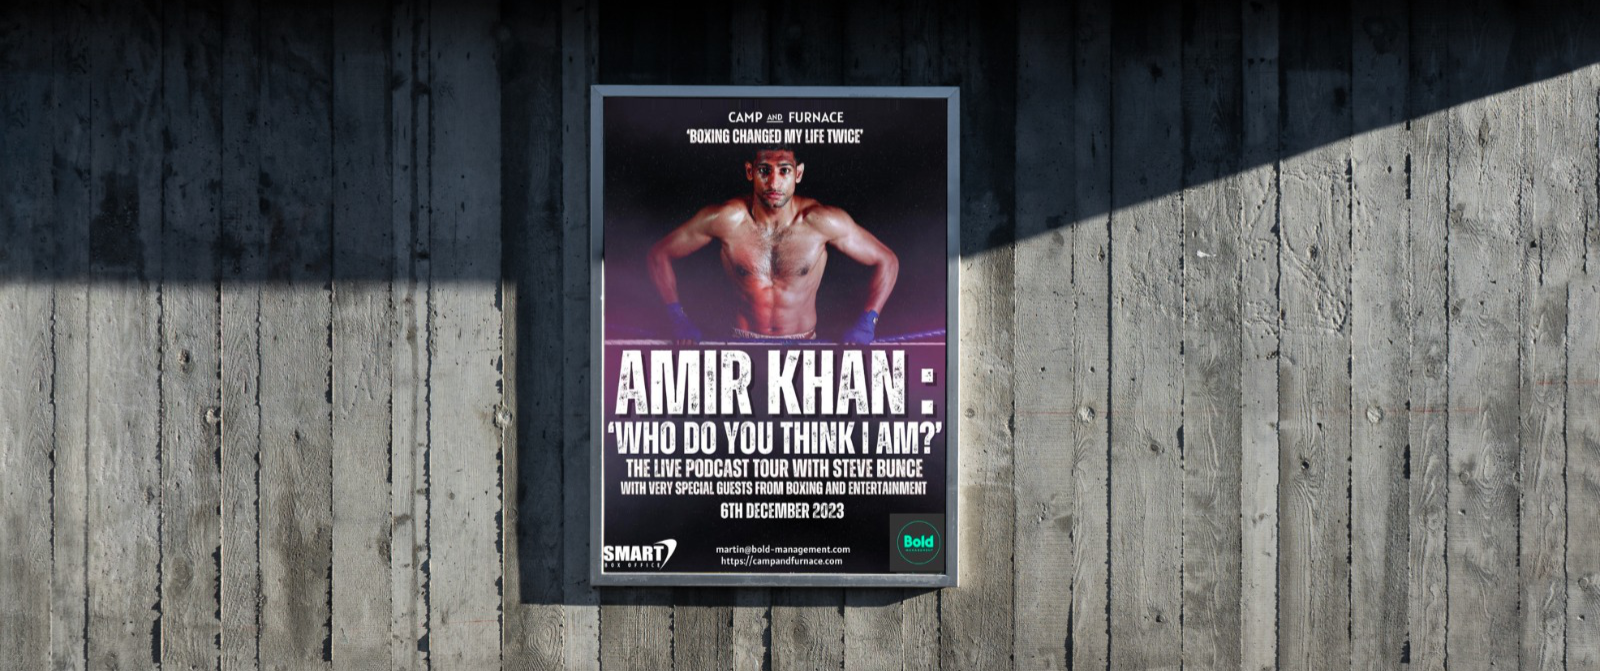 CAMP AND FURNACE
‘BOXING CHANGED MY LIFE TWICE’
AMIR KHAN :
‘WHO DO YOU THINK I AM?’
THE LIVE PODCAST TOUR WITH STEVE BUNCE
WITH VERY SPECIAL GUESTS FROM BOXING AND ENTERTAINMENT
6TH DECEMBER 2023
Bold
MANAGEMENT
SMART
BOX OFFICE
martin@bold-management.com
https://campandfurnace.com